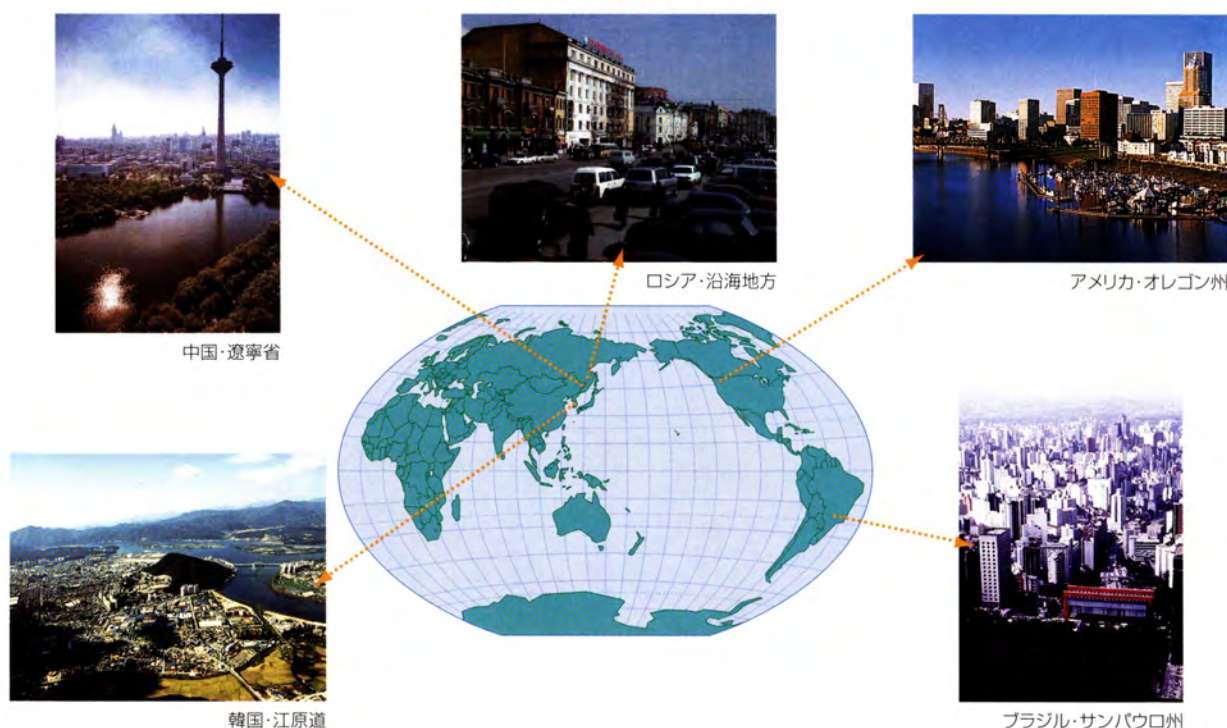 中国・遼寧省
ロシア・沿海地方
アメリカ・オレゴン州
韓国・江原道
ブラジル・サンパウロ州